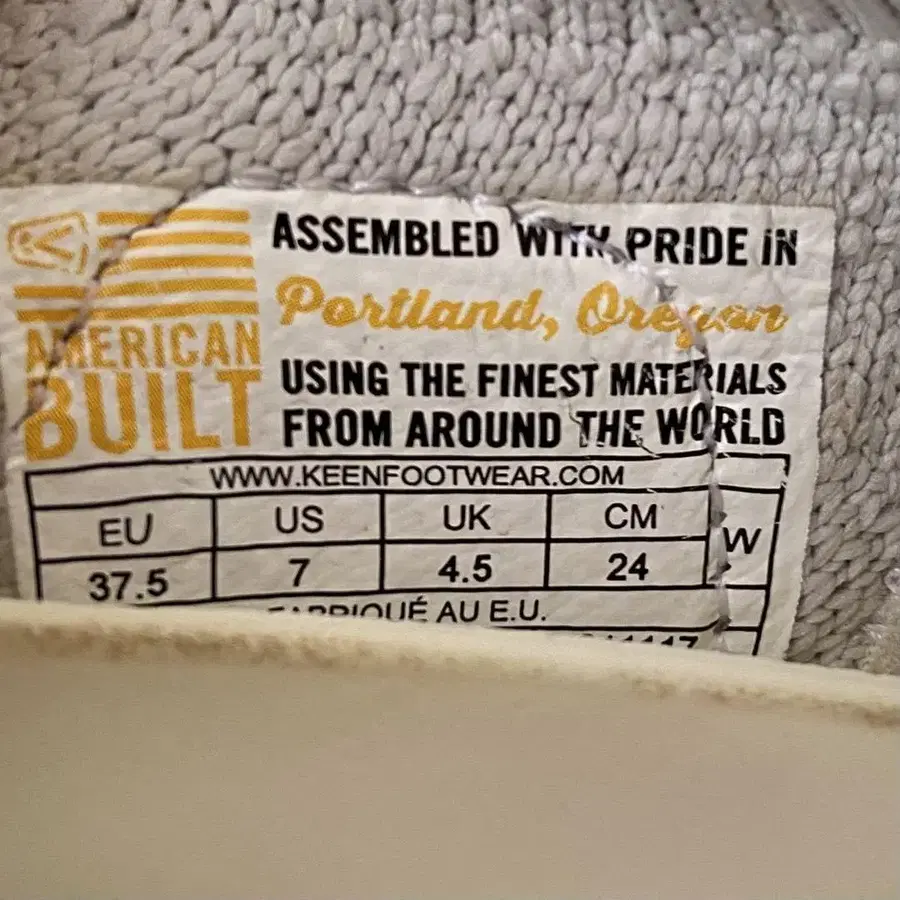 ASSEMBLED WITH PRIDE IN
Portland, Oregon
AMERICAN
BUILT
USING THE FINEST MATERIALS
FROM AROUND THE WORLD
WWW.KEENFOOTWEAR.COM
EU US UK CM W
37.5 7 4.5 24
FABRIQUÉ AU E.U.